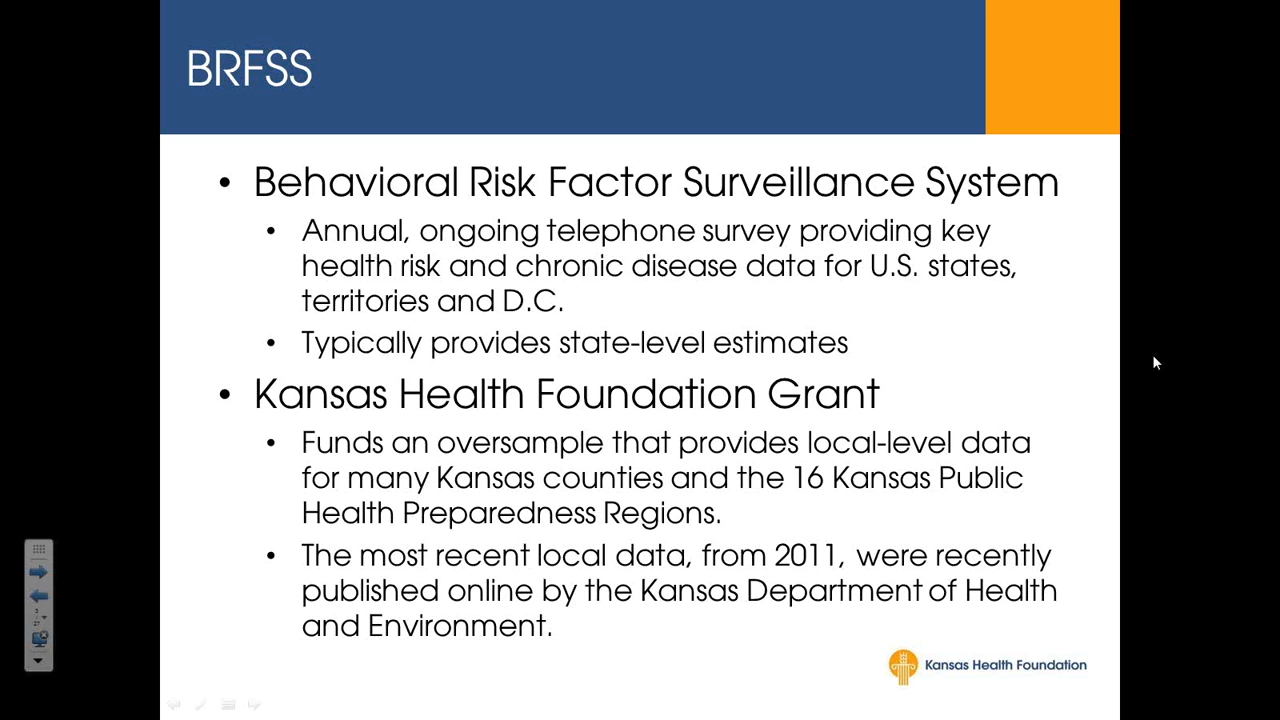 BRFSS
• Behavioral Risk Factor Surveillance System
• Annual, ongoing telephone survey providing key
health risk and chronic disease data for U.S. states,
territories and D.C.
• Typically provides state-level estimates
• Kansas Health Foundation Grant
• Funds an oversample that provides local-level data
for many Kansas counties and the 16 Kansas Public
Health Preparedness Regions.
• The most recent local data, from 2011, were recently
published online by the Kansas Department of Health
and Environment.
Kansas Health Foundation